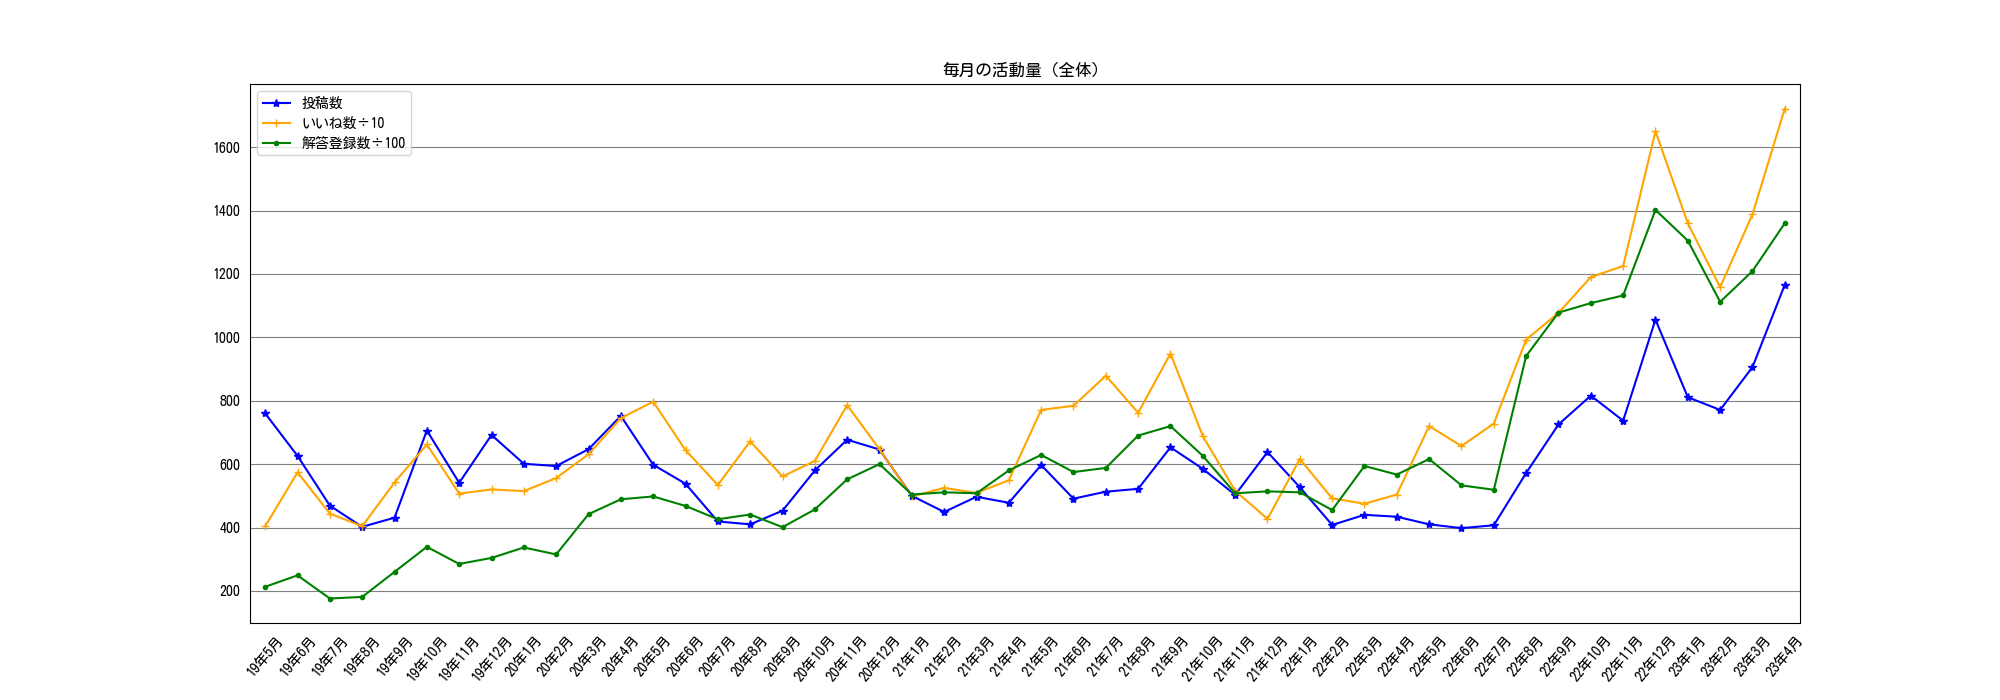 毎月の活動量（全体）
投稿数
いいね数÷10
解答登録数÷100
1600
1400
1200
1000
800
600
400
200
19年5月
19年6月
19年7月
19年8月
19年9月
19年10月
19年11月
19年12月
20年1月
20年2月
20年3月
20年4月
20年5月
20年6月
20年7月
20年8月
20年9月
20年10月
20年11月
20年12月
21年1月
21年2月
21年3月
21年4月
21年5月
21年6月
21年7月
21年8月
21年9月
21年10月
21年11月
21年12月
22年1月
22年2月
22年3月
22年4月
22年5月
22年6月
22年7月
22年8月
22年9月
22年10月
22年11月
22年12月
23年1月
23年2月
23年3月
23年4月